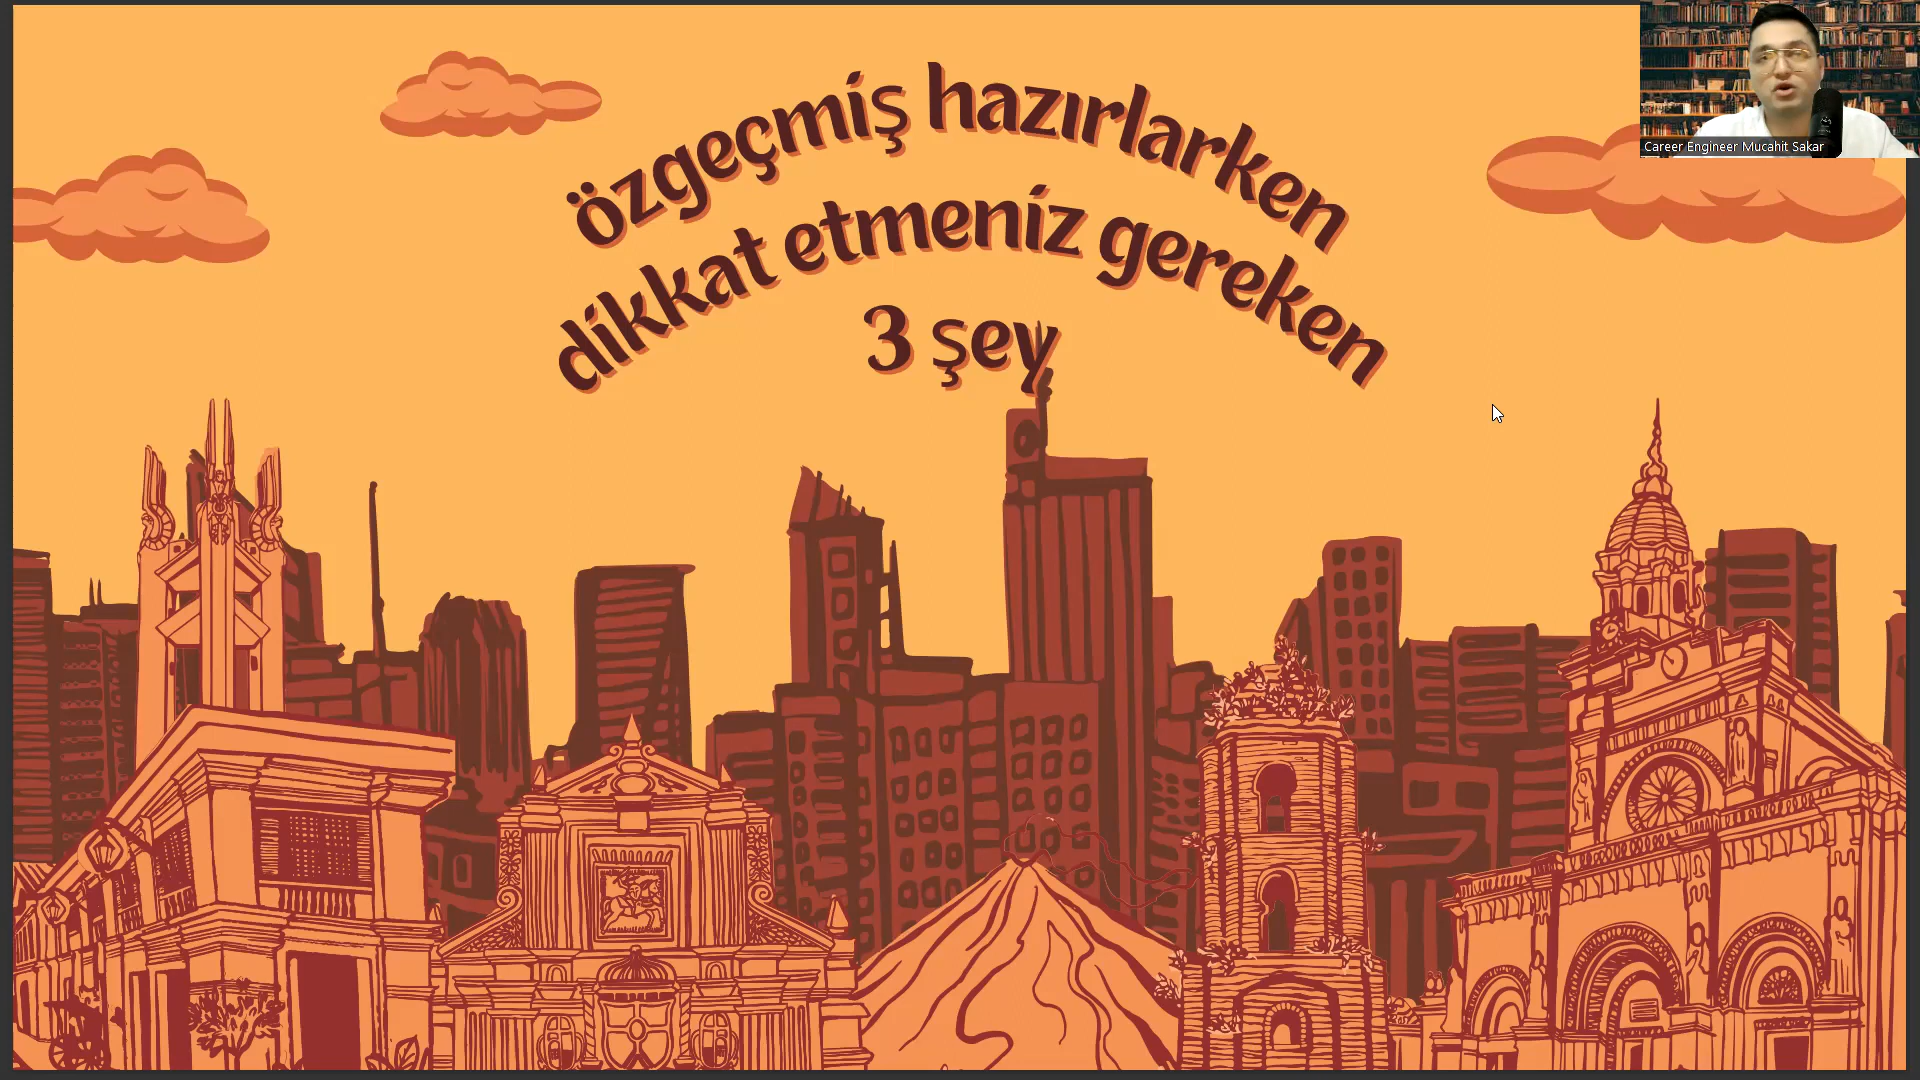 özgeçmiş hazırlarken
dikkat etmeniz gereken
3 şey
Career Engineer Mucahit Sakar